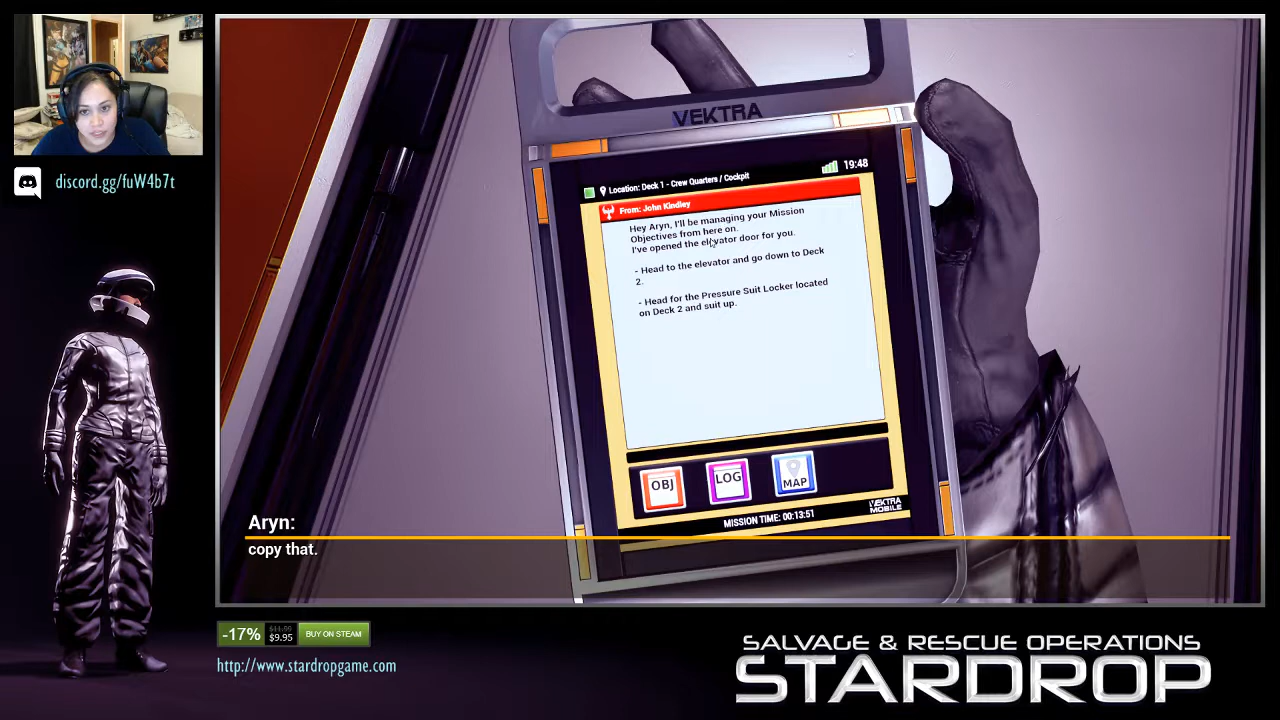 VEKTRA
Location: Deck 1 - Crew Quarters / Cockpit
19:48
From: John Kindley
Hey Aryn, I'll be managing your Mission
Objectives from here on.
I've opened the elevator door for you.
- Head to the elevator and go down to Deck
2.
- Head for the Pressure Suit Locker located
on Deck 2 and suit up.
OBJ
LOG
MAP
MISSION TIME: 00:13:51
VEKTRA
MOBILE
discord.gg/fuW4b7t
Aryn:
copy that.
-17%
$11.99
$9.95
BUY ON STEAM
http://www.stardropgame.com
SALVAGE & RESCUE OPERATIONS
STARDROP